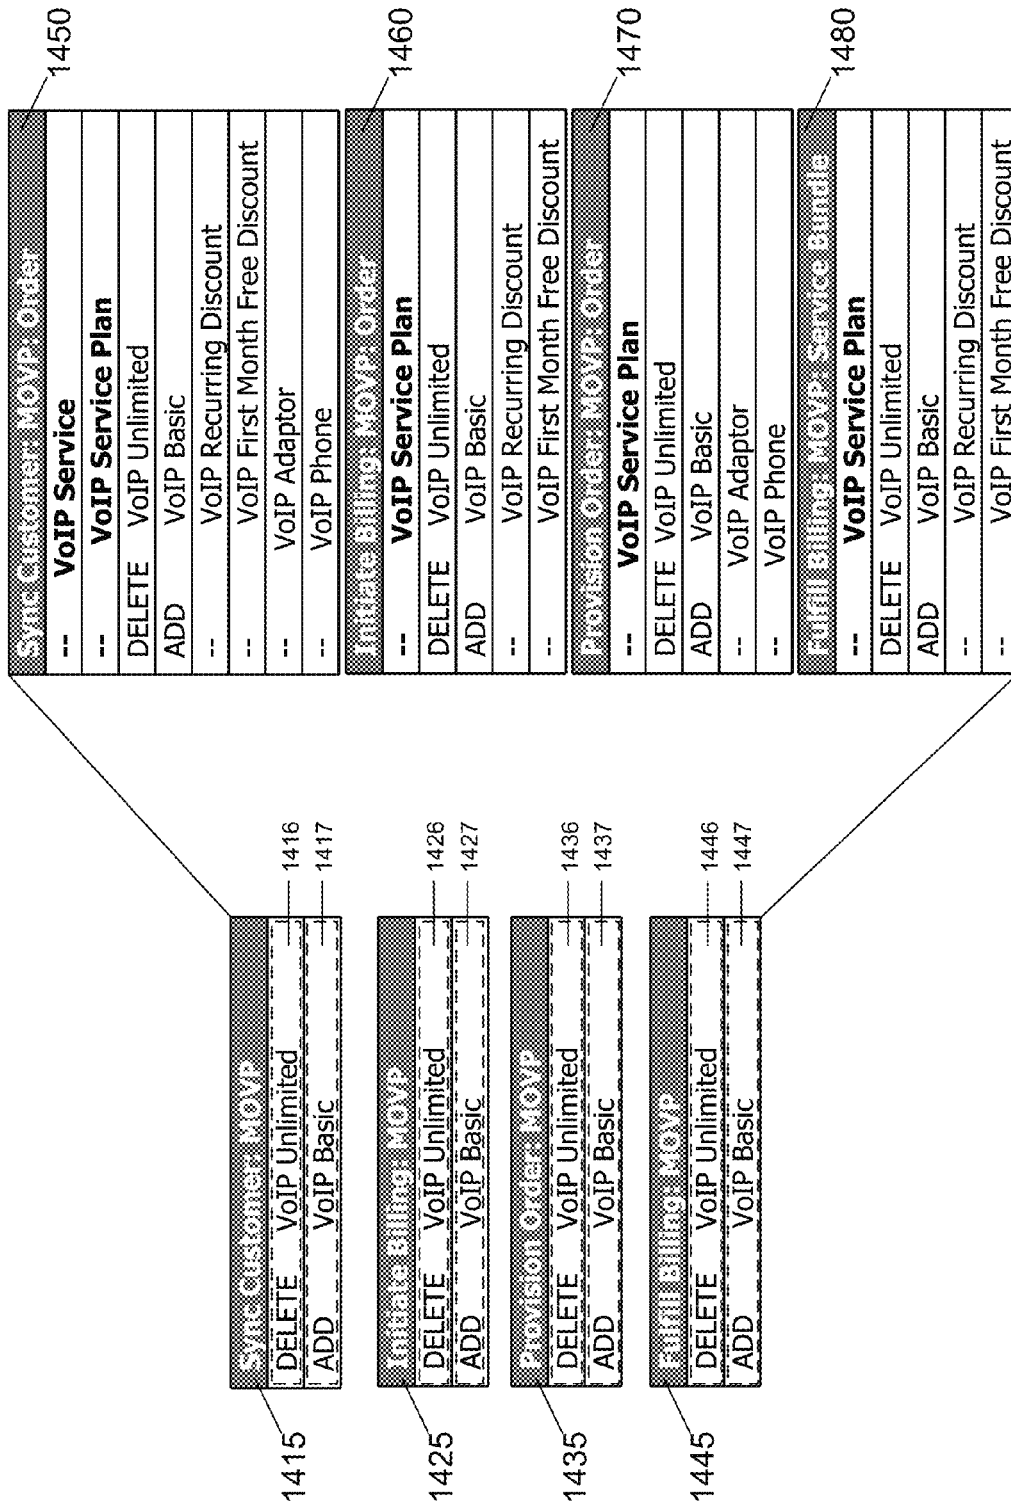 Sync Customer: MOVP
DELETE VoIP Unlimited
ADD VoIP Basic
1415
1416
1417
Initiate Billing: MOVP
DELETE VoIP Unlimited
ADD VoIP Basic
1425
1426
1427
Provision Order: MOVP
DELETE VoIP Unlimited
ADD VoIP Basic
1435
1436
1437
Fulfill Billing: MOVP
DELETE VoIP Unlimited
ADD VoIP Basic
1445
1446
1447
Sync Customer: MOVP: Order
-- VoIP Service
-- VoIP Service Plan
DELETE VoIP Unlimited
ADD VoIP Basic
-- VoIP Recurring Discount
-- VoIP First Month Free Discount
-- VoIP Adaptor
-- VoIP Phone
1450
Initiate Billing: MOVP: Order
-- VoIP Service Plan
DELETE VoIP Unlimited
ADD VoIP Basic
-- VoIP Recurring Discount
-- VoIP First Month Free Discount
1460
Provision Order: MOVP: Order
-- VoIP Service Plan
DELETE VoIP Unlimited
ADD VoIP Basic
-- VoIP Adaptor
-- VoIP Phone
1470
Fulfill Billing: MOVP: Service Bundle
-- VoIP Service Plan
DELETE VoIP Unlimited
ADD VoIP Basic
-- VoIP Recurring Discount
-- VoIP First Month Free Discount
1480